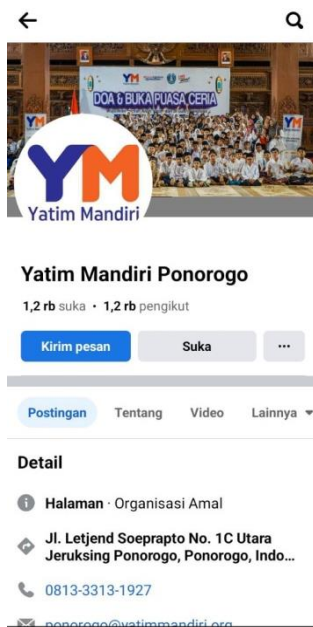 DOA & BUKA PUASA CERIA
YM
Yatim Mandiri
Yatim Mandiri Ponorogo
1,2 rb suka • 1,2 rb pengikut
Kirim pesan
Suka
...
Postingan
Tentang
Video
Lainnya
Detail
Halaman · Organisasi Amal
Jl. Letjend Soeprapto No. 1C Utara
Jeruksing Ponorogo, Ponorogo, Indo...
0813-3313-1927
ponorogo@yatimmandiri.org